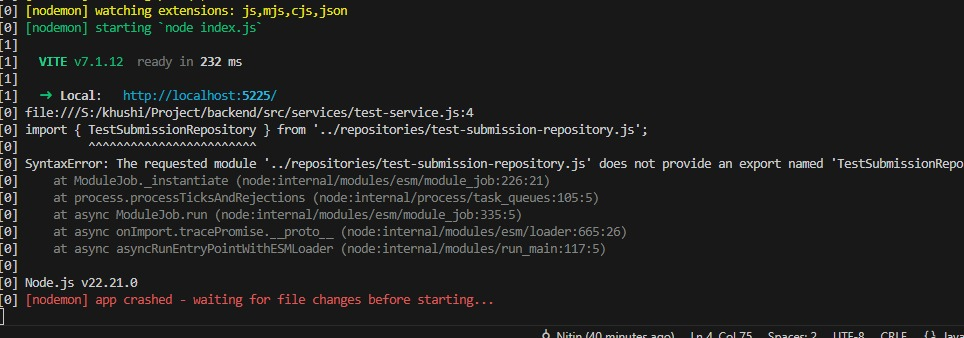 [0] [nodemon] watching extensions: js,mjs,cjs,json
[0] [nodemon] starting `node index.js`
[1]
[1]   VITE v7.1.12  ready in 232 ms
[1]
[1]   ➜  Local:   http://localhost:5225/
[0] file:///S:/khushi/Project/backend/src/services/test-service.js:4
[0] import { TestSubmissionRepository } from '../repositories/test-submission-repository.js';
[0]          ^^^^^^^^^^^^^^^^^^^^^^^^
[0] SyntaxError: The requested module '../repositories/test-submission-repository.js' does not provide an export named 'TestSubmissionRepo
[0]     at ModuleJob._instantiate (node:internal/modules/esm/module_job:226:21)
[0]     at process.processTicksAndRejections (node:internal/process/task_queues:105:5)
[0]     at async ModuleJob.run (node:internal/modules/esm/module_job:335:5)
[0]     at async onImport.tracePromise.__proto__ (node:internal/modules/esm/loader:665:26)
[0]     at async asyncRunEntryPointWithESMLoader (node:internal/modules/run_main:117:5)
[0]
[0] Node.js v22.21.0
[0] [nodemon] app crashed - waiting for file changes before starting...
Nitin (40 minutes ago)   Ln 4, Col 75   Spaces: 2   UTF-8   CRLF   {} Java